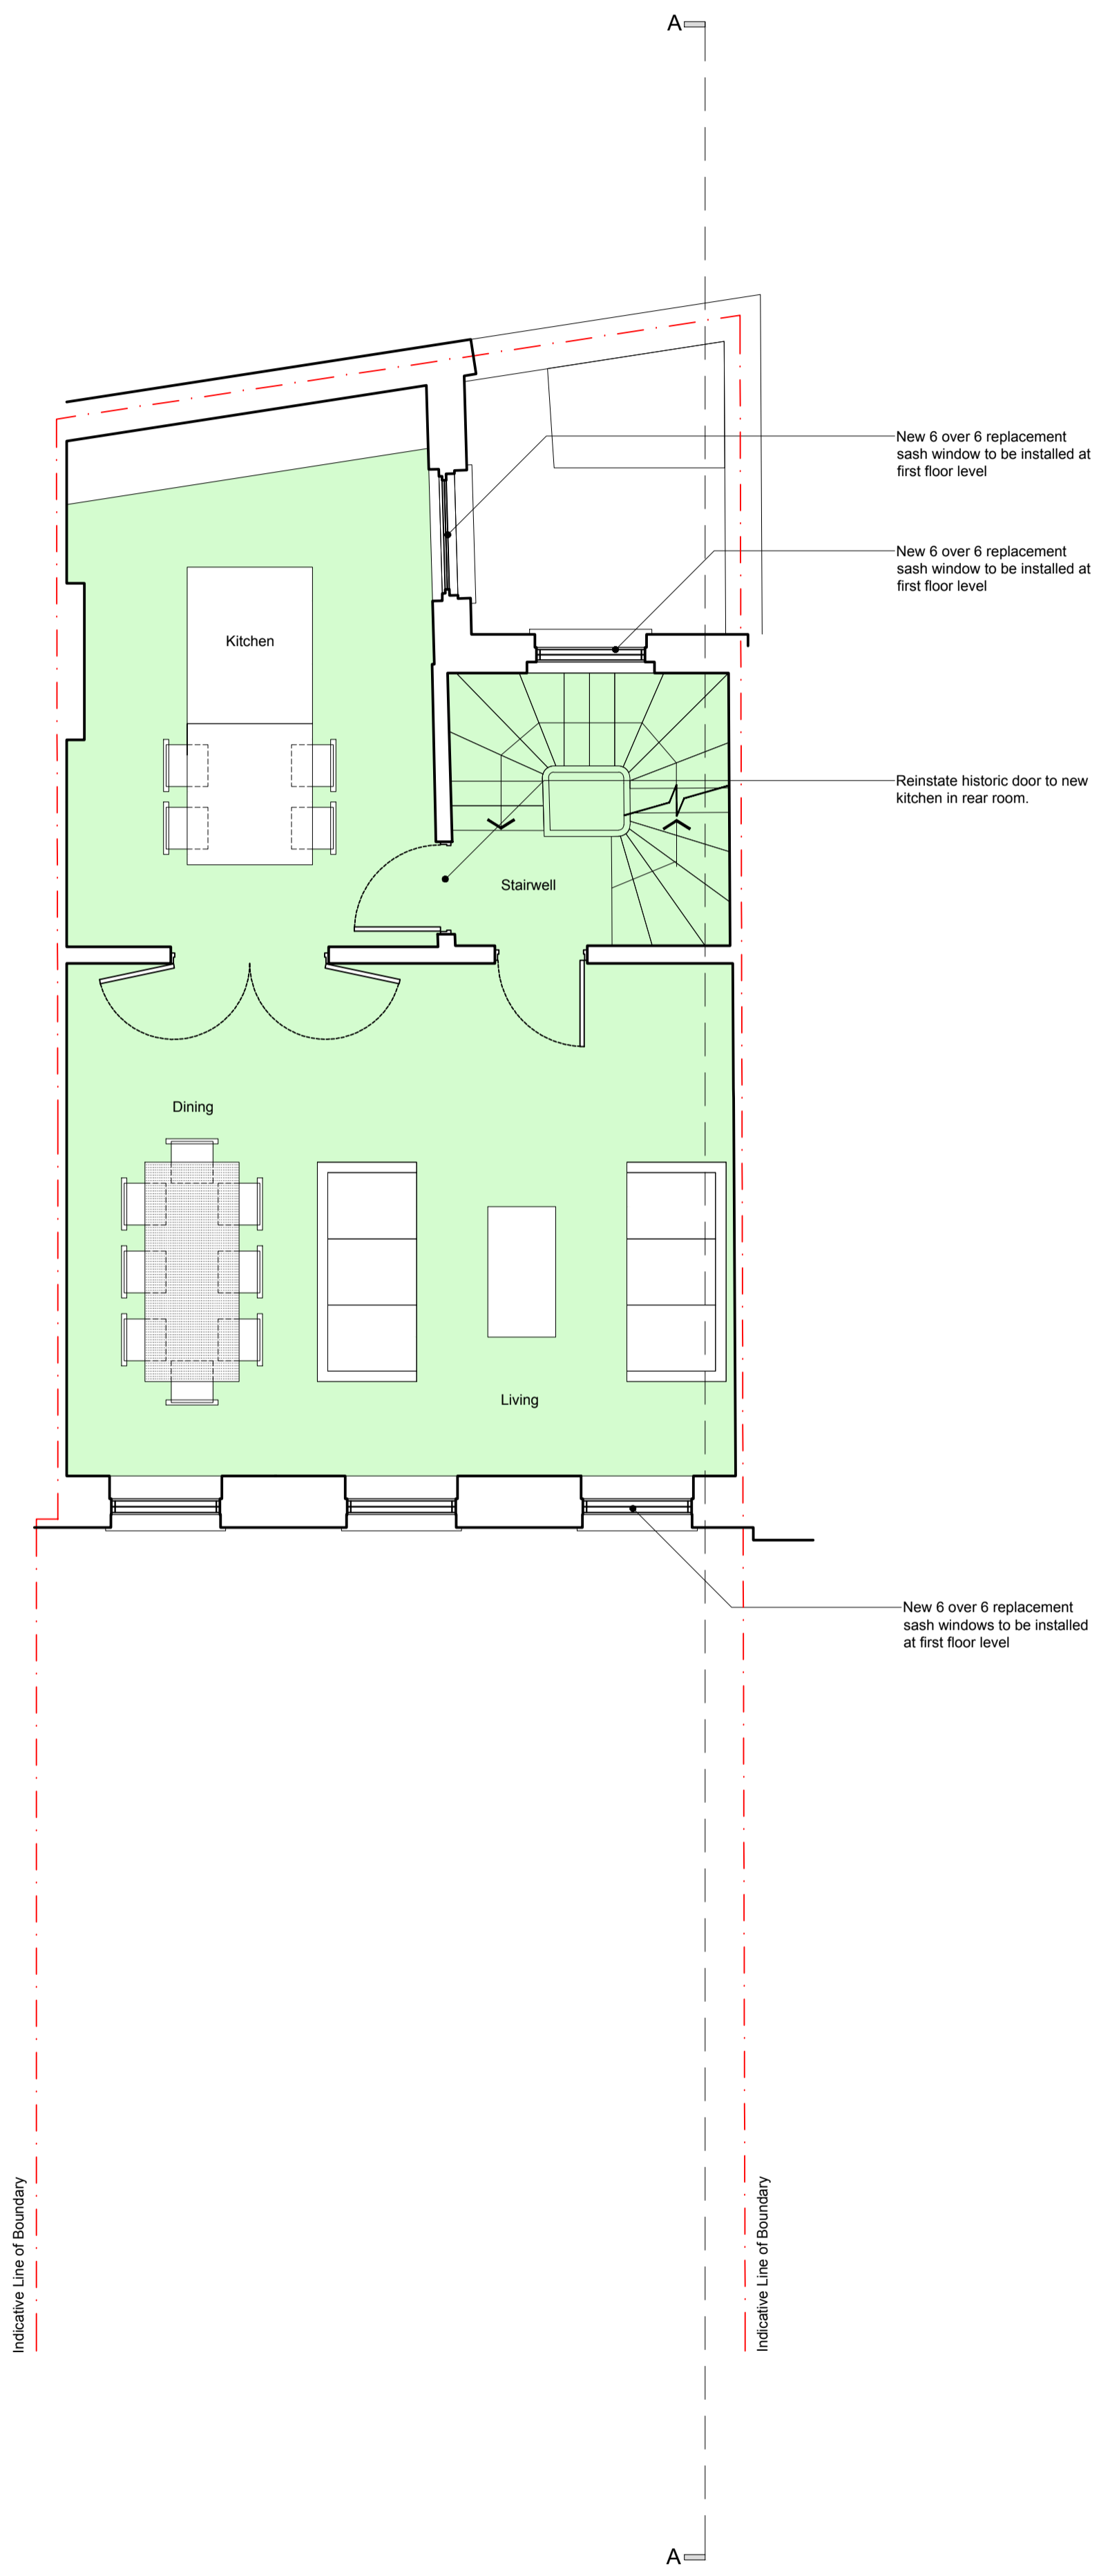 A
New 6 over 6 replacement
sash window to be installed at
first floor level
New 6 over 6 replacement
sash window to be installed at
first floor level
Kitchen
Reinstate historic door to new
kitchen in rear room.
Stairwell
Dining
Living
New 6 over 6 replacement
sash windows to be installed
at first floor level
Indicative Line of Boundary
Indicative Line of Boundary
A